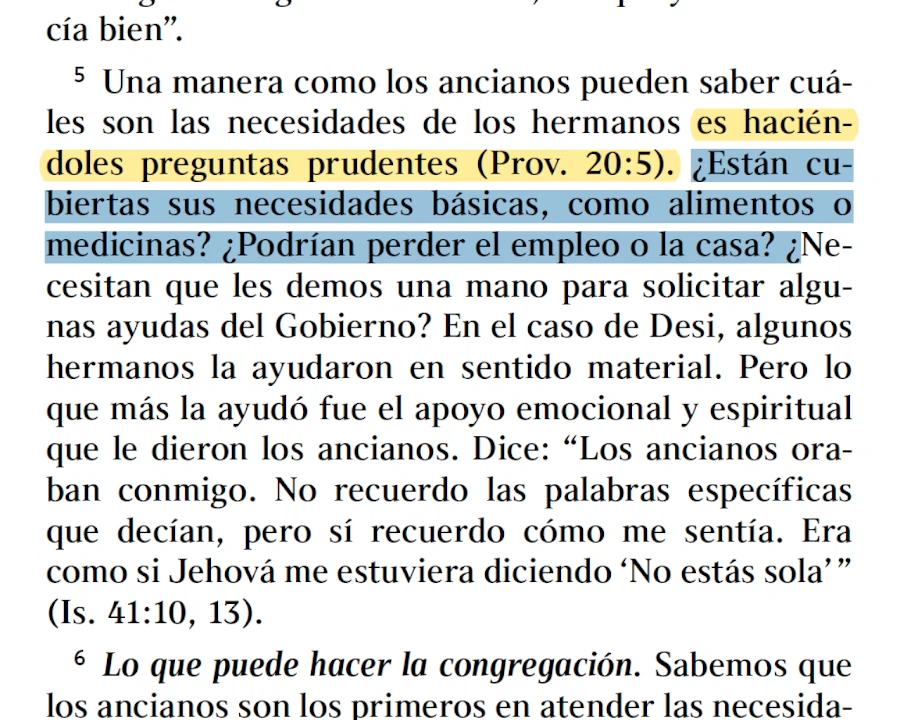 cía bien”.
5 Una manera como los ancianos pueden saber cuá-
les son las necesidades de los hermanos es hacién-
doles preguntas prudentes (Prov. 20:5). ¿Están cu-
biertas sus necesidades básicas, como alimentos o
medicinas? ¿Podrían perder el empleo o la casa? ¿Ne-
cesitan que les demos una mano para solicitar algu-
nas ayudas del Gobierno? En el caso de Desi, algunos
hermanos la ayudaron en sentido material. Pero lo
que más la ayudó fue el apoyo emocional y espiritual
que le dieron los ancianos. Dice: “Los ancianos ora-
ban conmigo. No recuerdo las palabras específicas
que decían, pero sí recuerdo cómo me sentía. Era
como si Jehová me estuviera diciendo ‘No estás sola’”
(Is. 41:10, 13).
6 Lo que puede hacer la congregación. Sabemos que
los ancianos son los primeros en atender las necesida-